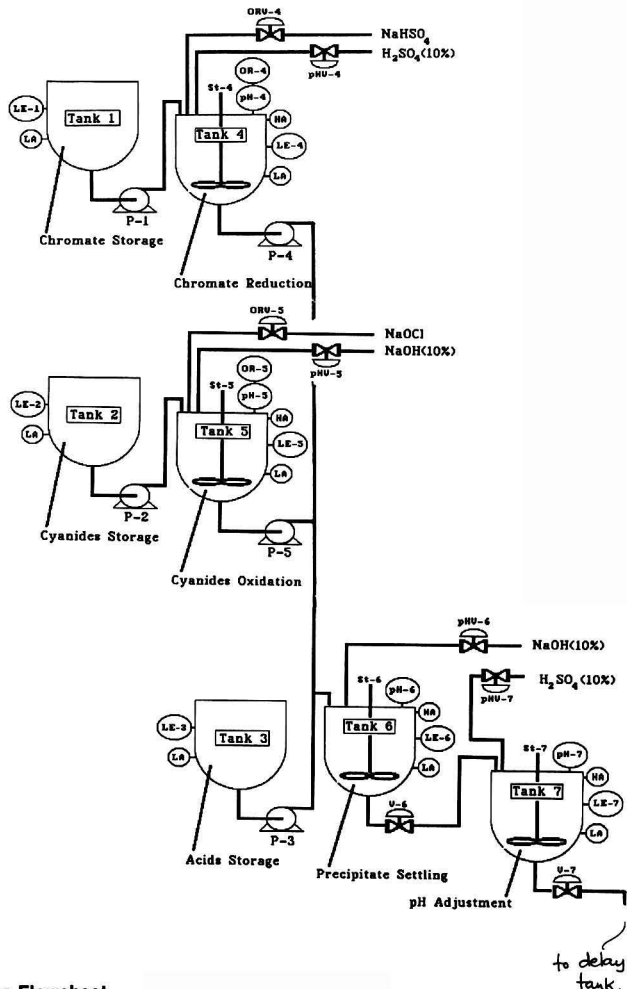 ORV-4
NaHSO4
H2SO4(10%)
pHV-4
OR-4
St-4
pH-4
LE-1
Tank 1
HA
LA
Tank 4
LE-4
LA
P-1
Chromate Storage
P-4
Chromate Reduction
ORV-5
NaOCl
NaOH(10%)
pHV-5
OR-5
St-5
pH-5
LE-2
Tank 2
HA
LA
Tank 5
LE-5
LA
P-2
Cyanides Storage
P-5
Cyanides Oxidation
pHV-6
NaOH(10%)
H2SO4(10%)
pHV-7
St-6
pH-6
LE-3
Tank 3
HA
Tank 6
LE-6
LA
LA
St-7
pH-7
HA
Tank 7
LE-7
LA
P-3
V-6
Acids Storage
Precipitate Settling
pH Adjustment
V-7
to delay
tank.
Flowsheet